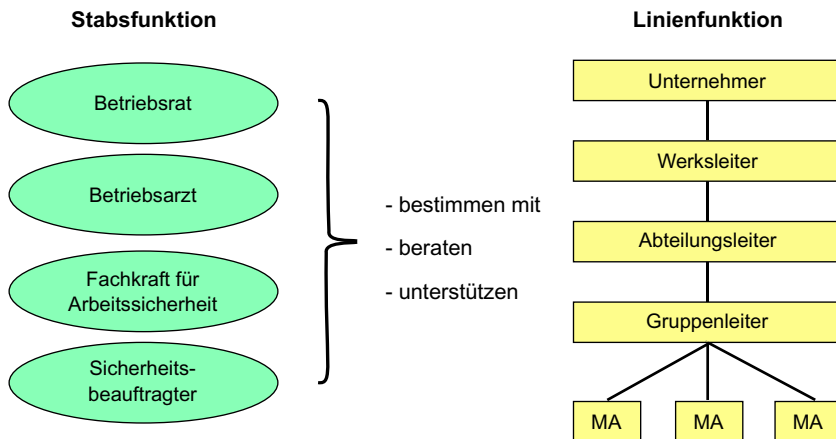 Stabsfunktion
Betriebsrat
Betriebsarzt
Fachkraft für
Arbeitssicherheit
Sicherheits-
beauftragter
- bestimmen mit
- beraten
- unterstützen
Linienfunktion
Unternehmer
Werksleiter
Abteilungsleiter
Gruppenleiter
MA
MA
MA